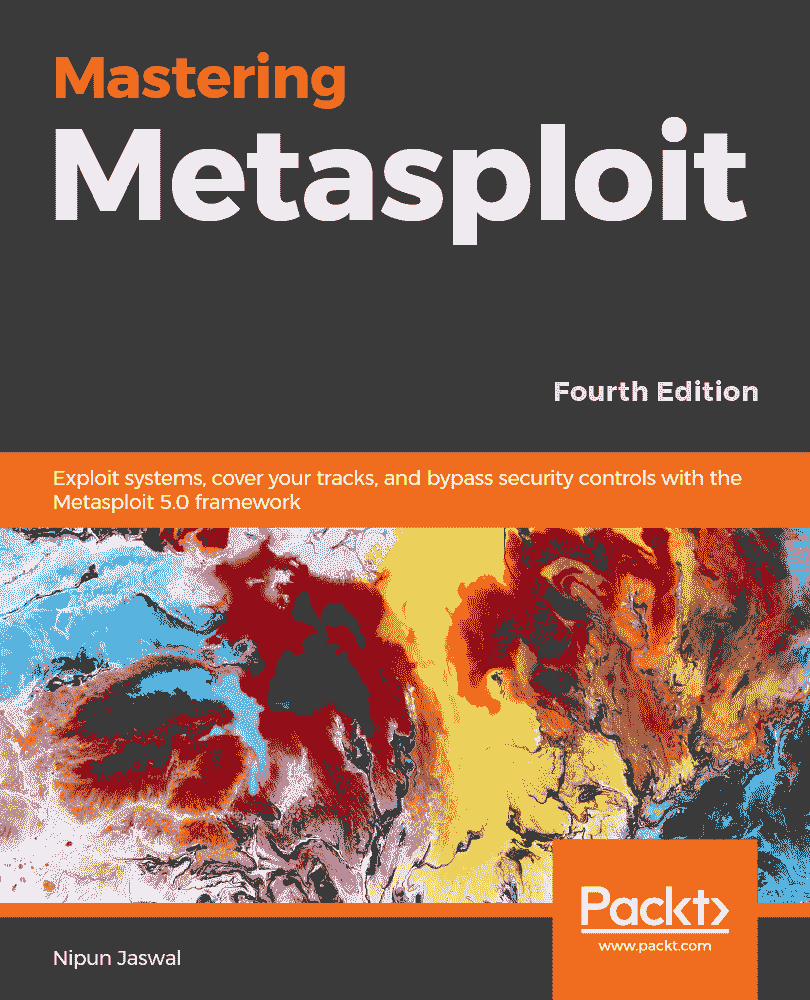 Mastering
Metasploit
Fourth Edition
Exploit systems, cover your tracks, and bypass security controls with the
Metasploit 5.0 framework
Packt>
www.packt.com
Nipun Jaswal